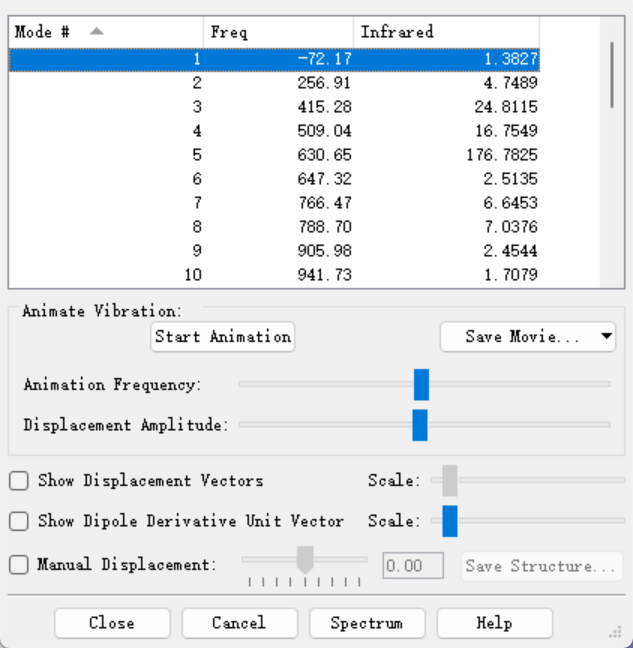 Mode # Freq Infrared
1 -72.17 1.3827
2 256.91 4.7489
3 415.28 24.8115
4 509.04 16.7549
5 630.65 176.7825
6 647.32 2.5135
7 766.47 6.6453
8 788.70 7.0376
9 905.98 2.4544
10 941.73 1.7079
Animate Vibration:
Start Animation Save Movie...
Animation Frequency:
Displacement Amplitude:
Show Displacement Vectors Scale:
Show Dipole Derivative Unit Vector Scale:
Manual Displacement: 0.00 Save Structure...
Close Cancel Spectrum Help